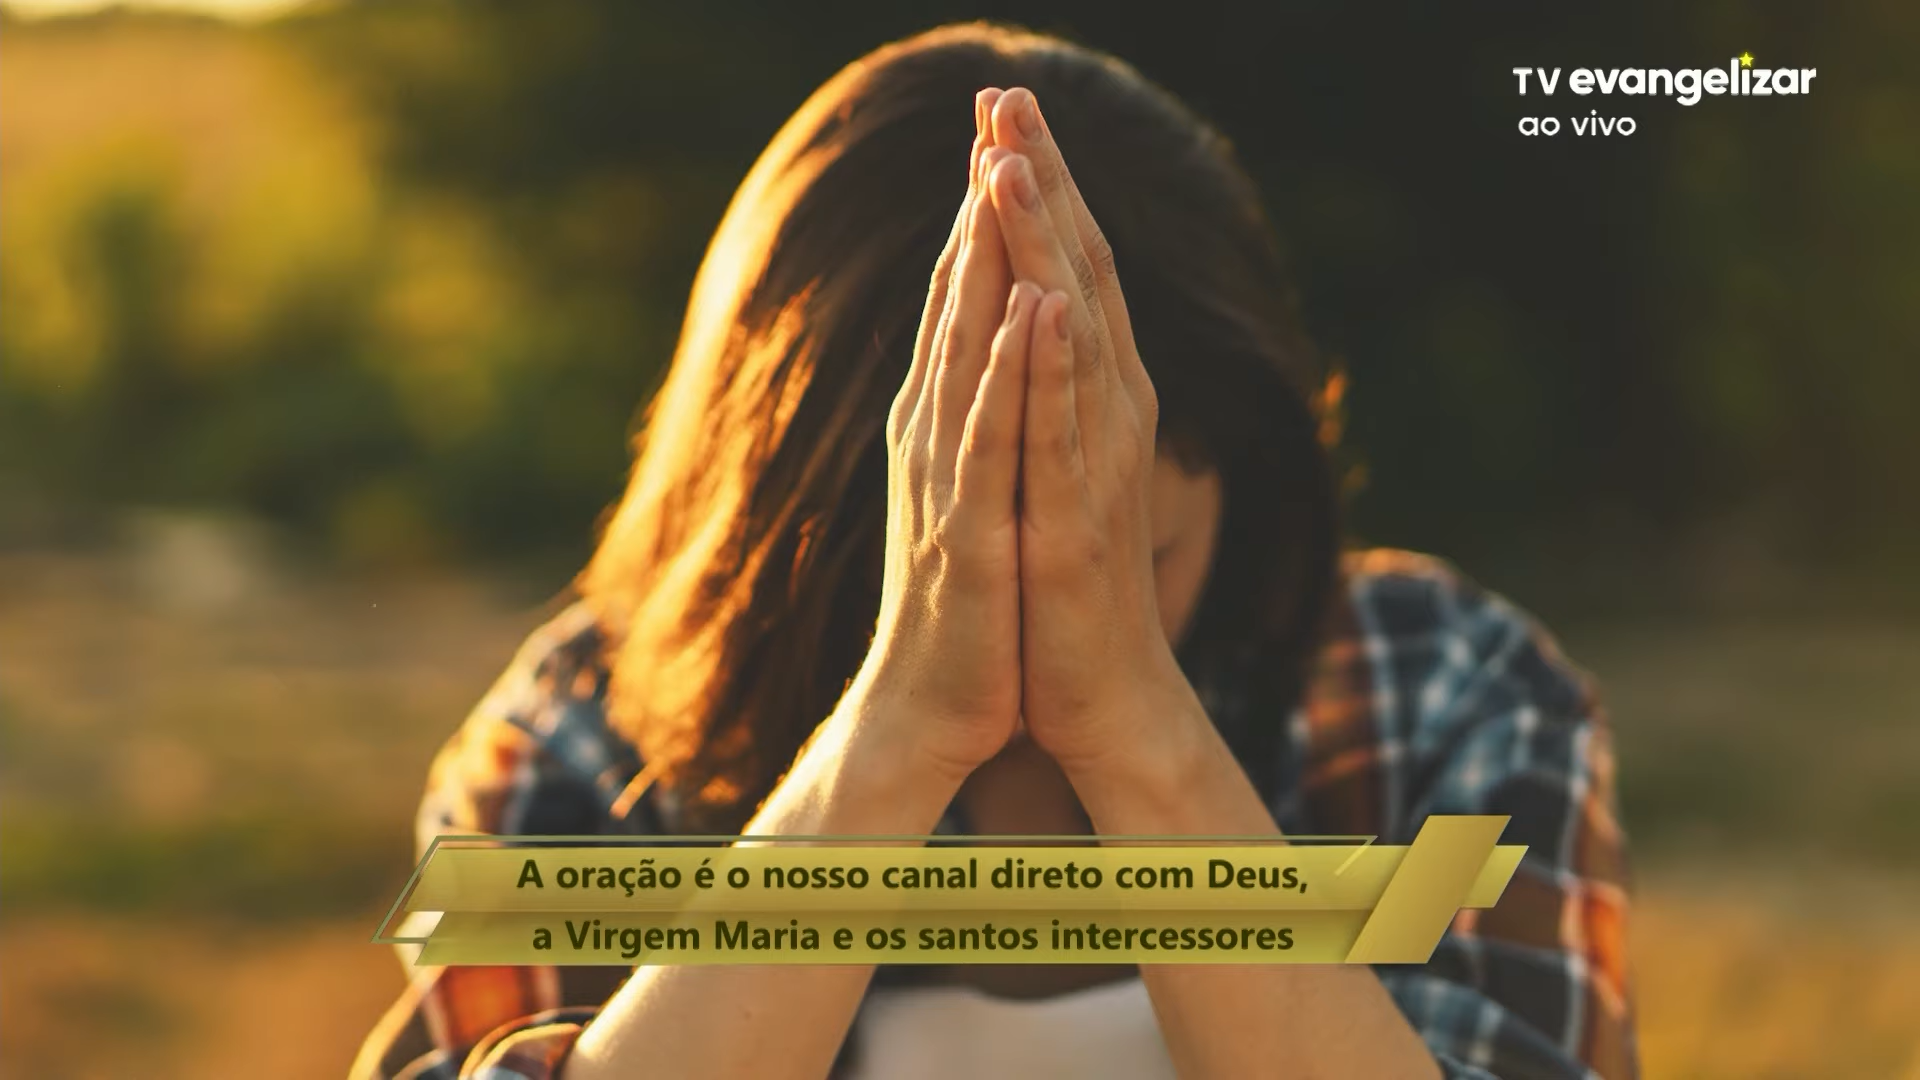 TV evangelizar
ao vivo
A oração é o nosso canal direto com Deus,
a Virgem Maria e os santos intercessores